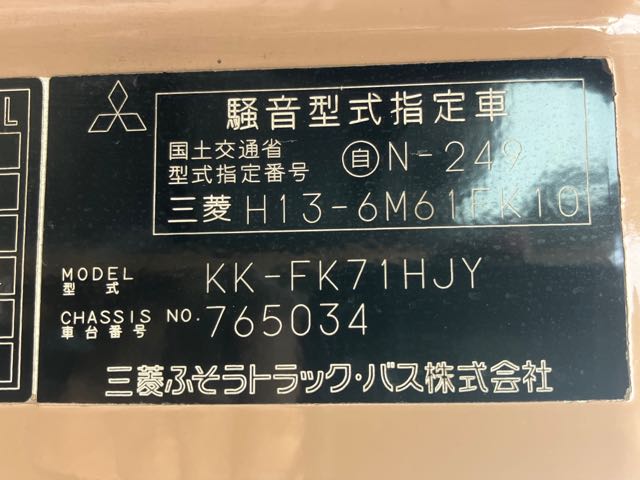 L
騒音型式指定車
国土交通省
型式指定番号 自N-249
三菱 H13-6M61FK10
MODEL
型式 KK-FK71HJY
CHASSIS NO.
車台番号 765034
三菱ふそうトラック・バス株式会社